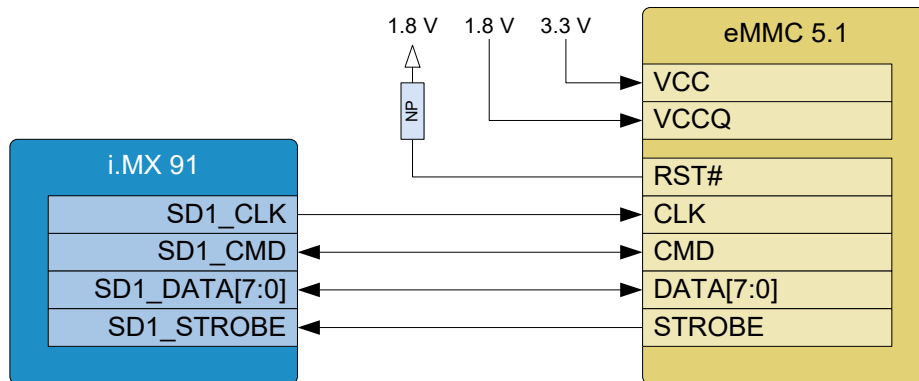 1.8 V 1.8 V 3.3 V
eMMC 5.1
VCC
NP
VCCQ
i.MX 91
RST#
SD1_CLK
CLK
SD1_CMD
CMD
SD1_DATA[7:0]
DATA[7:0]
SD1_STROBE
STROBE